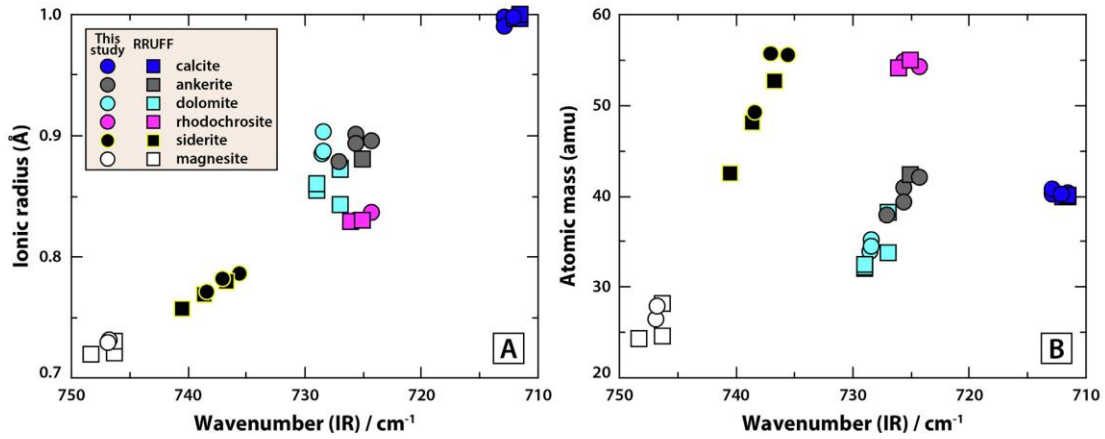 1.0
0.9
0.8
0.7
Ionic radius (Å)
This study RRUFF
calcite
ankerite
dolomite
rhodochrosite
siderite
magnesite
A
750 740 730 720 710
Wavenumber (IR) / cm⁻¹
60
50
40
30
20
Atomic mass (amu)
B
750 740 730 720 710
Wavenumber (IR) / cm⁻¹